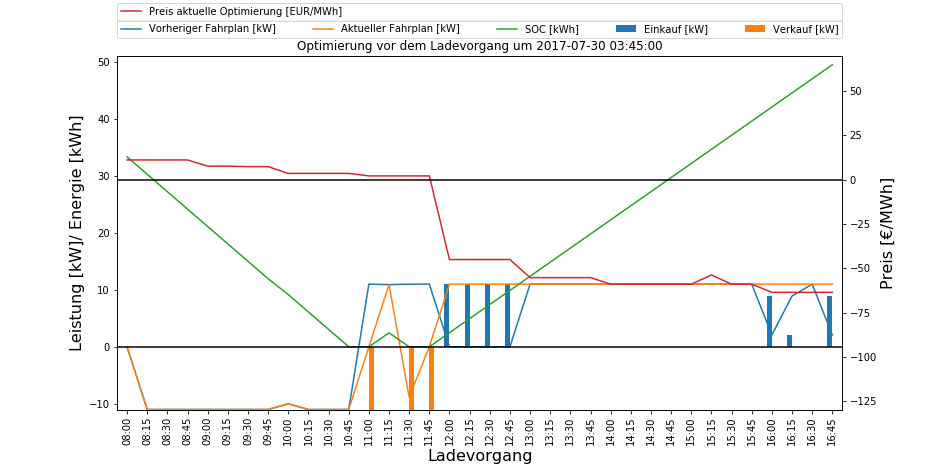 Preis aktuelle Optimierung [EUR/MWh]
Vorheriger Fahrplan [kW] Aktueller Fahrplan [kW] SOC [kWh] Einkauf [kW] Verkauf [kW]
Optimierung vor dem Ladevorgang um 2017-07-30 03:45:00
Leistung [kW]/ Energie [kWh]
50
40
30
20
10
0
−10
50
25
0
−25
−50
−75
−100
−125
Preis [€/MWh]
08:00 08:15 08:30 08:45 09:00 09:15 09:30 09:45 10:00 10:15 10:30 10:45 11:00 11:15 11:30 11:45 12:00 12:15 12:30 12:45 13:00 13:15 13:30 13:45 14:00 14:15 14:30 14:45 15:00 15:15 15:30 15:45 16:00 16:15 16:30 16:45
Ladevorgang